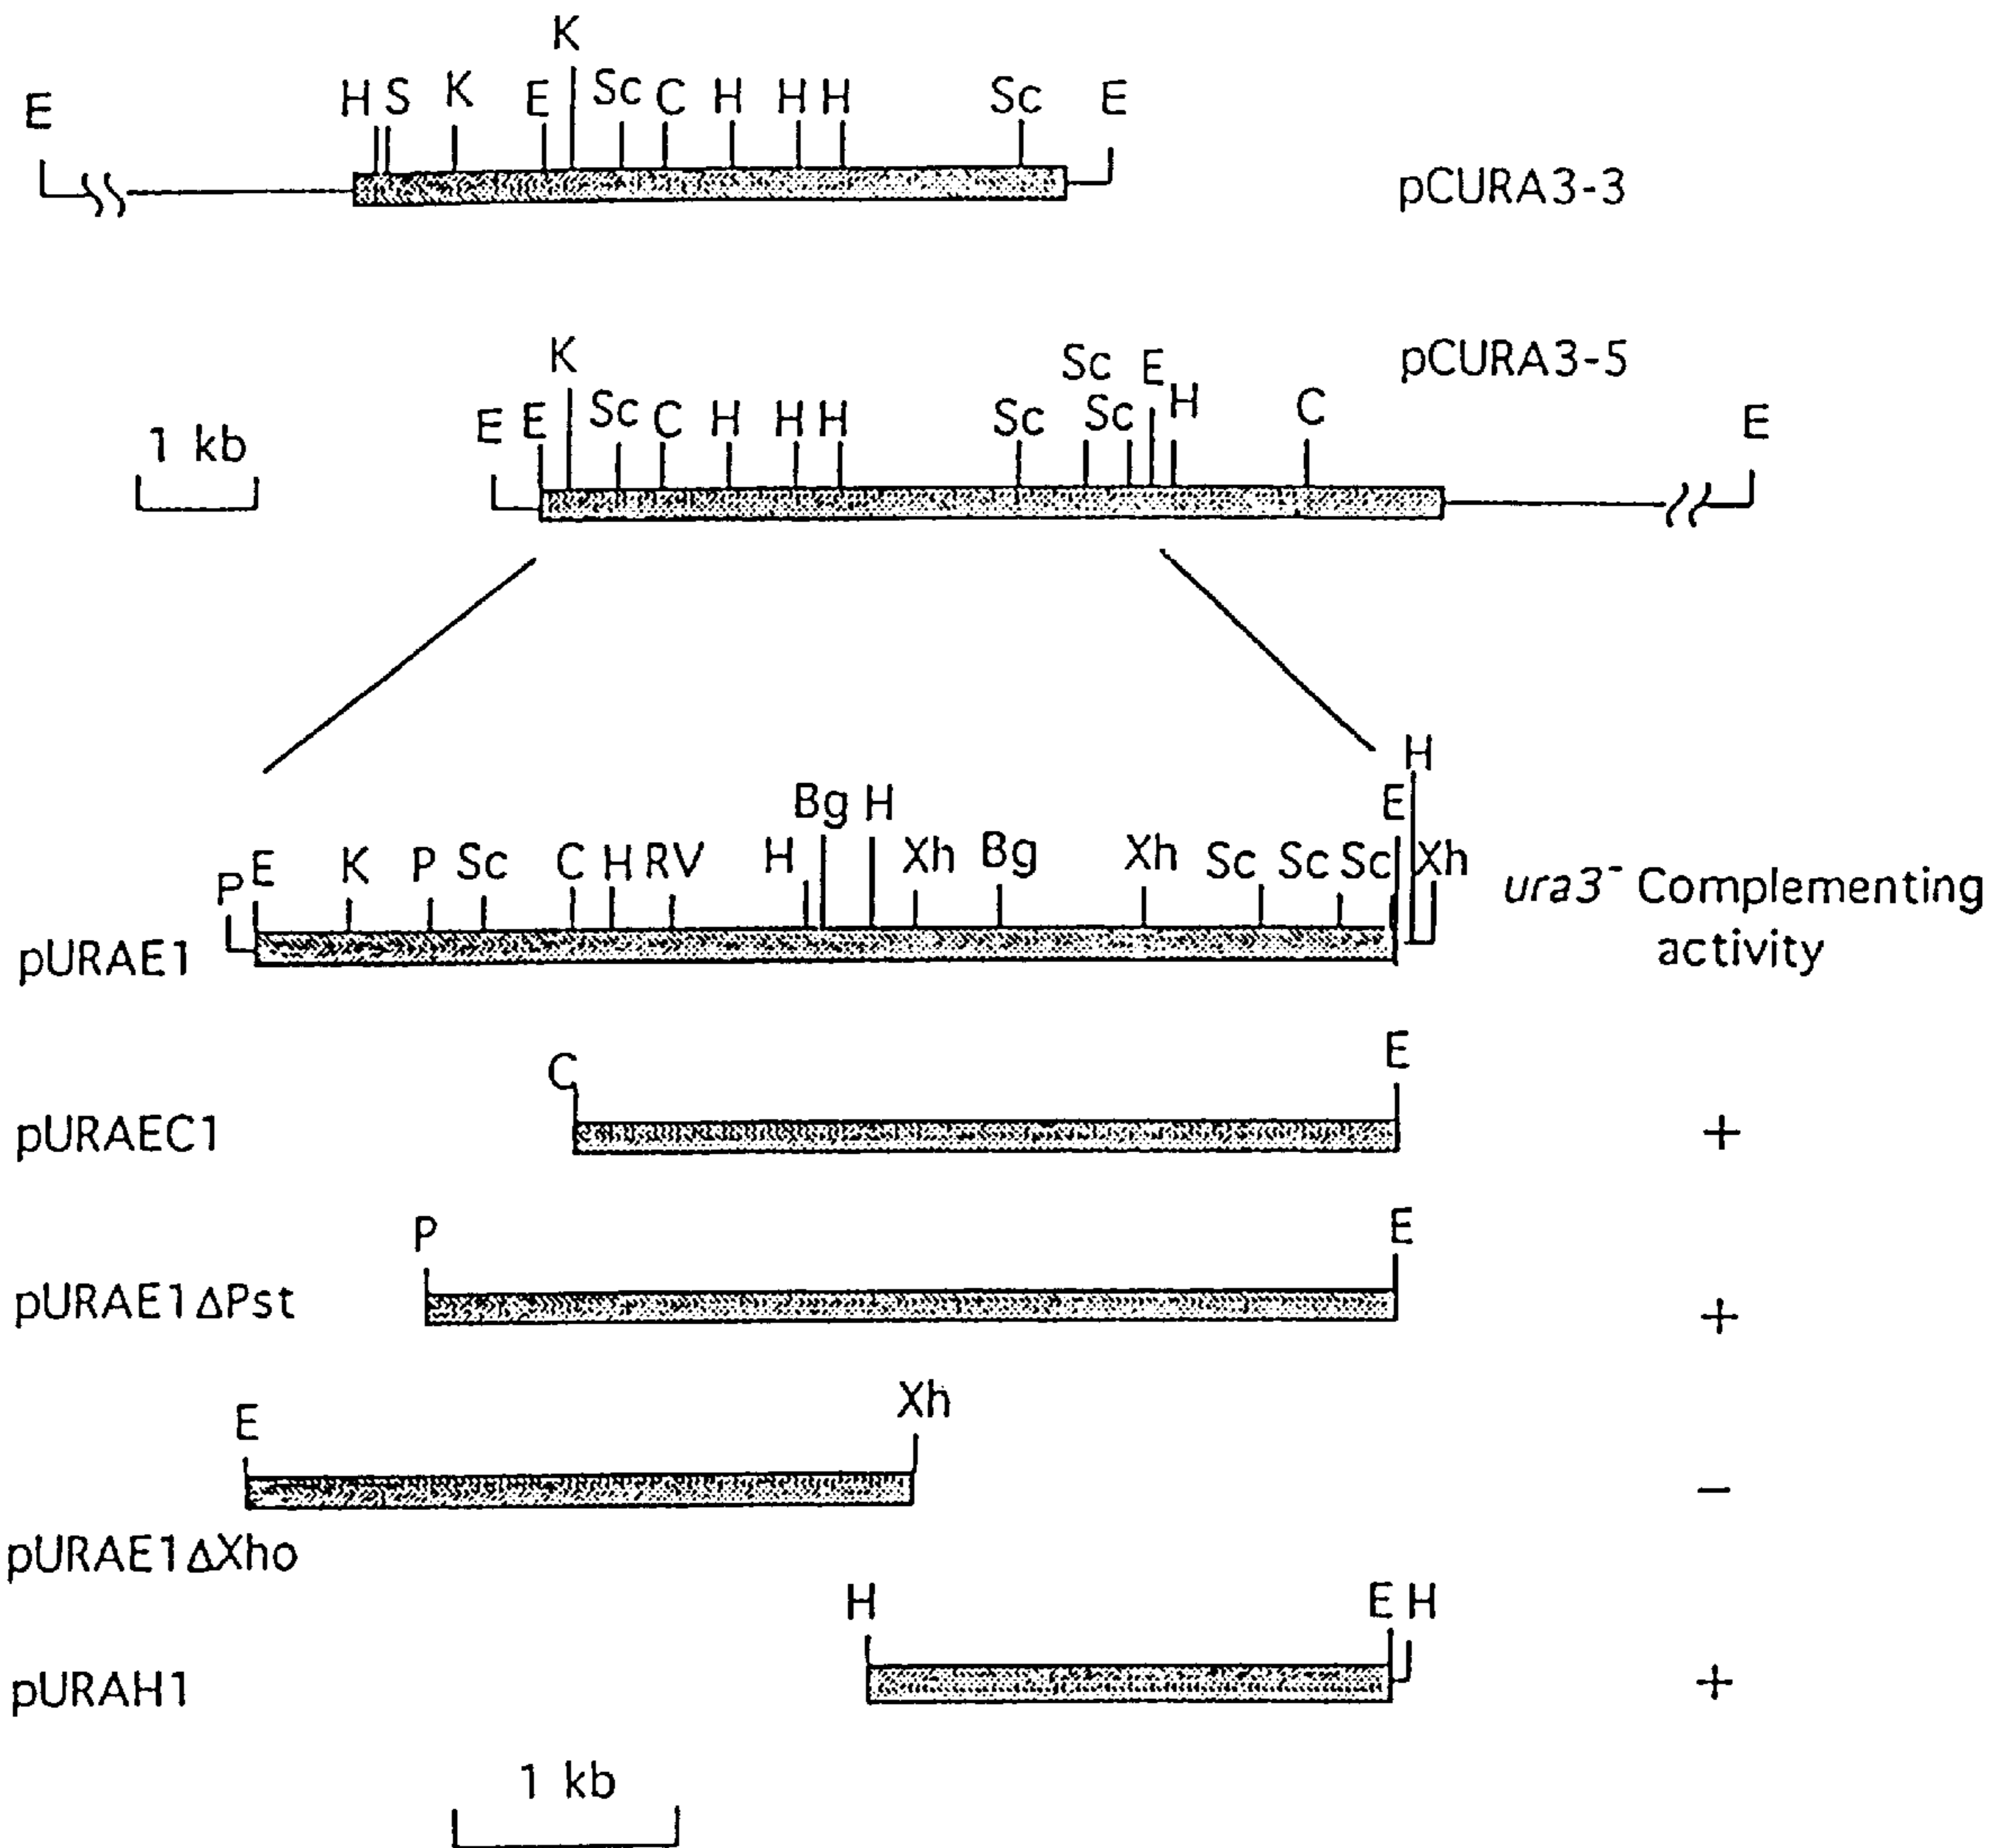 K
E H S K E Sc C H H H Sc E
pCURA3-3
pCURA3-5
K Sc E
E E Sc C H H H Sc Sc H C E
1 kb
H
Bg H E
P E K P Sc C H RV H Xh Bg Xh Sc Sc Sc Xh
ura3⁻ Complementing
activity
pURAE1
C E
pURAEC1 +
P E
pURAE1ΔPst +
E Xh
−
pURAE1ΔXho
H E H
pURAH1 +
1 kb